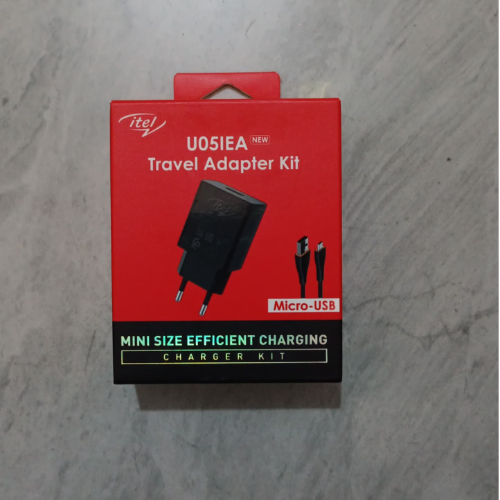 itel
U05IEA NEW
Travel Adapter Kit
Micro-USB
MINI SIZE EFFICIENT CHARGING
CHARGER KIT